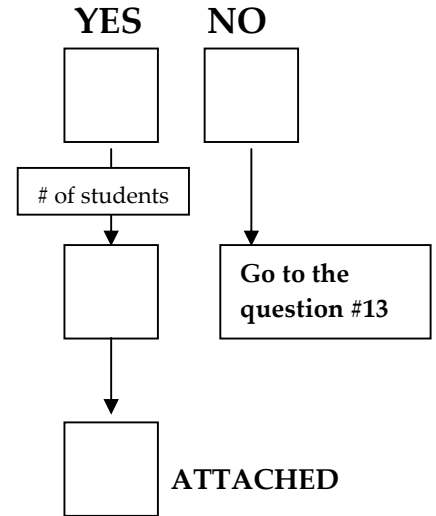 YES NO
# of students
Go to the
question #13
ATTACHED